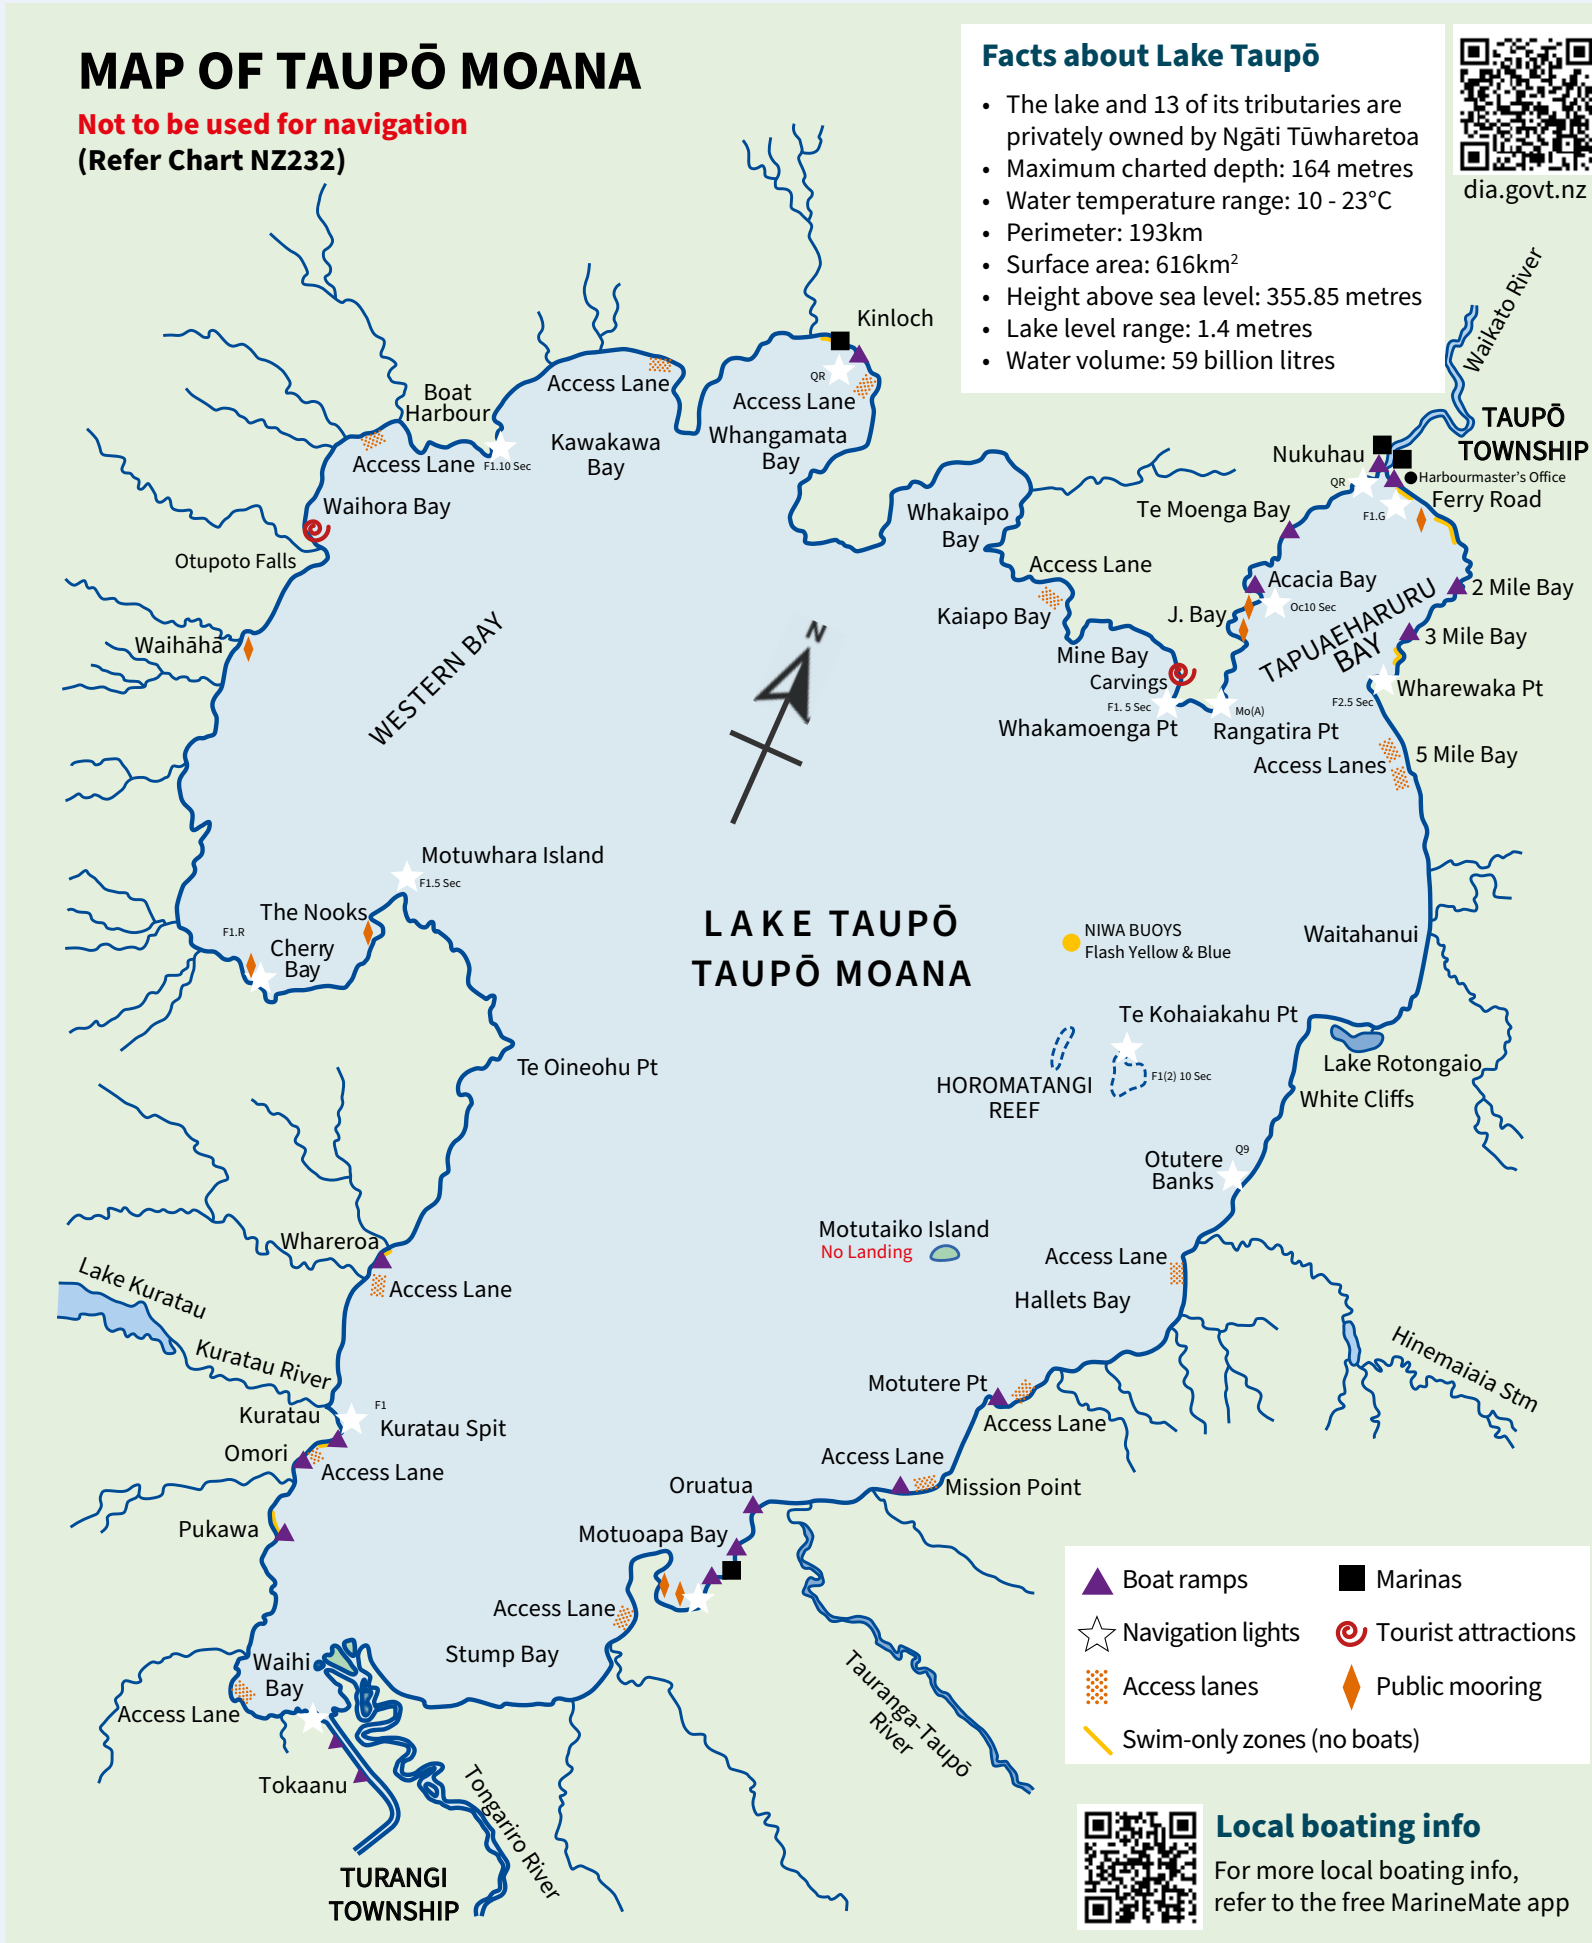 MAP OF TAUPŌ MOANA
Not to be used for navigation
(Refer Chart NZ232)
Facts about Lake Taupō
• The lake and 13 of its tributaries are
privately owned by Ngāti Tūwharetoa
• Maximum charted depth: 164 metres
• Water temperature range: 10 - 23°C
• Perimeter: 193km
• Surface area: 616km²
• Height above sea level: 355.85 metres
• Lake level range: 1.4 metres
• Water volume: 59 billion litres
dia.govt.nz
Waikato River
Kinloch
QR
Access Lane
Whangamata
Bay
Access Lane
Kawakawa
Bay
Boat
Harbour
Access Lane
F1.10 Sec
Waihora Bay
Otupoto Falls
Waihāhā
WESTERN BAY
TAUPŌ
TOWNSHIP
Nukuhau
Harbourmaster's Office
QR
Ferry Road
F1.G
Te Moenga Bay
Whakaipo
Bay
Access Lane
Kaiapo Bay
Acacia Bay
Oc10 Sec
J. Bay
2 Mile Bay
TAPUAEHARURU
BAY
3 Mile Bay
Mine Bay
Carvings
F1. 5 Sec
Whakamoenga Pt
Mo(A)
Rangatira Pt
F2.5 Sec
Wharewaka Pt
5 Mile Bay
Access Lanes
N
Motuwhara Island
F1.5 Sec
The Nooks
F1.R
Cherry
Bay
LAKE TAUPŌ
TAUPŌ MOANA
NIWA BUOYS
Flash Yellow & Blue
Waitahanui
Te Kohaiakahu Pt
F1(2) 10 Sec
HOROMATANGI
REEF
Lake Rotongaio
White Cliffs
Te Oineohu Pt
Q9
Otutere
Banks
Motutaiko Island
No Landing
Access Lane
Hallets Bay
Whareroa
Access Lane
Lake Kuratau
Kuratau River
Hinemaiaia Stm
F1
Kuratau
Kuratau Spit
Omori
Access Lane
Motutere Pt
Access Lane
Access Lane
Mission Point
Oruatua
Pukawa
Motuoapa Bay
Access Lane
Stump Bay
Waihi
Bay
Access Lane
Tokaanu
Tongariro River
Tauranga-Taupō
River
TURANGI
TOWNSHIP
Boat ramps
Marinas
Navigation lights
Tourist attractions
Access lanes
Public mooring
Swim-only zones (no boats)
Local boating info
For more local boating info,
refer to the free MarineMate app